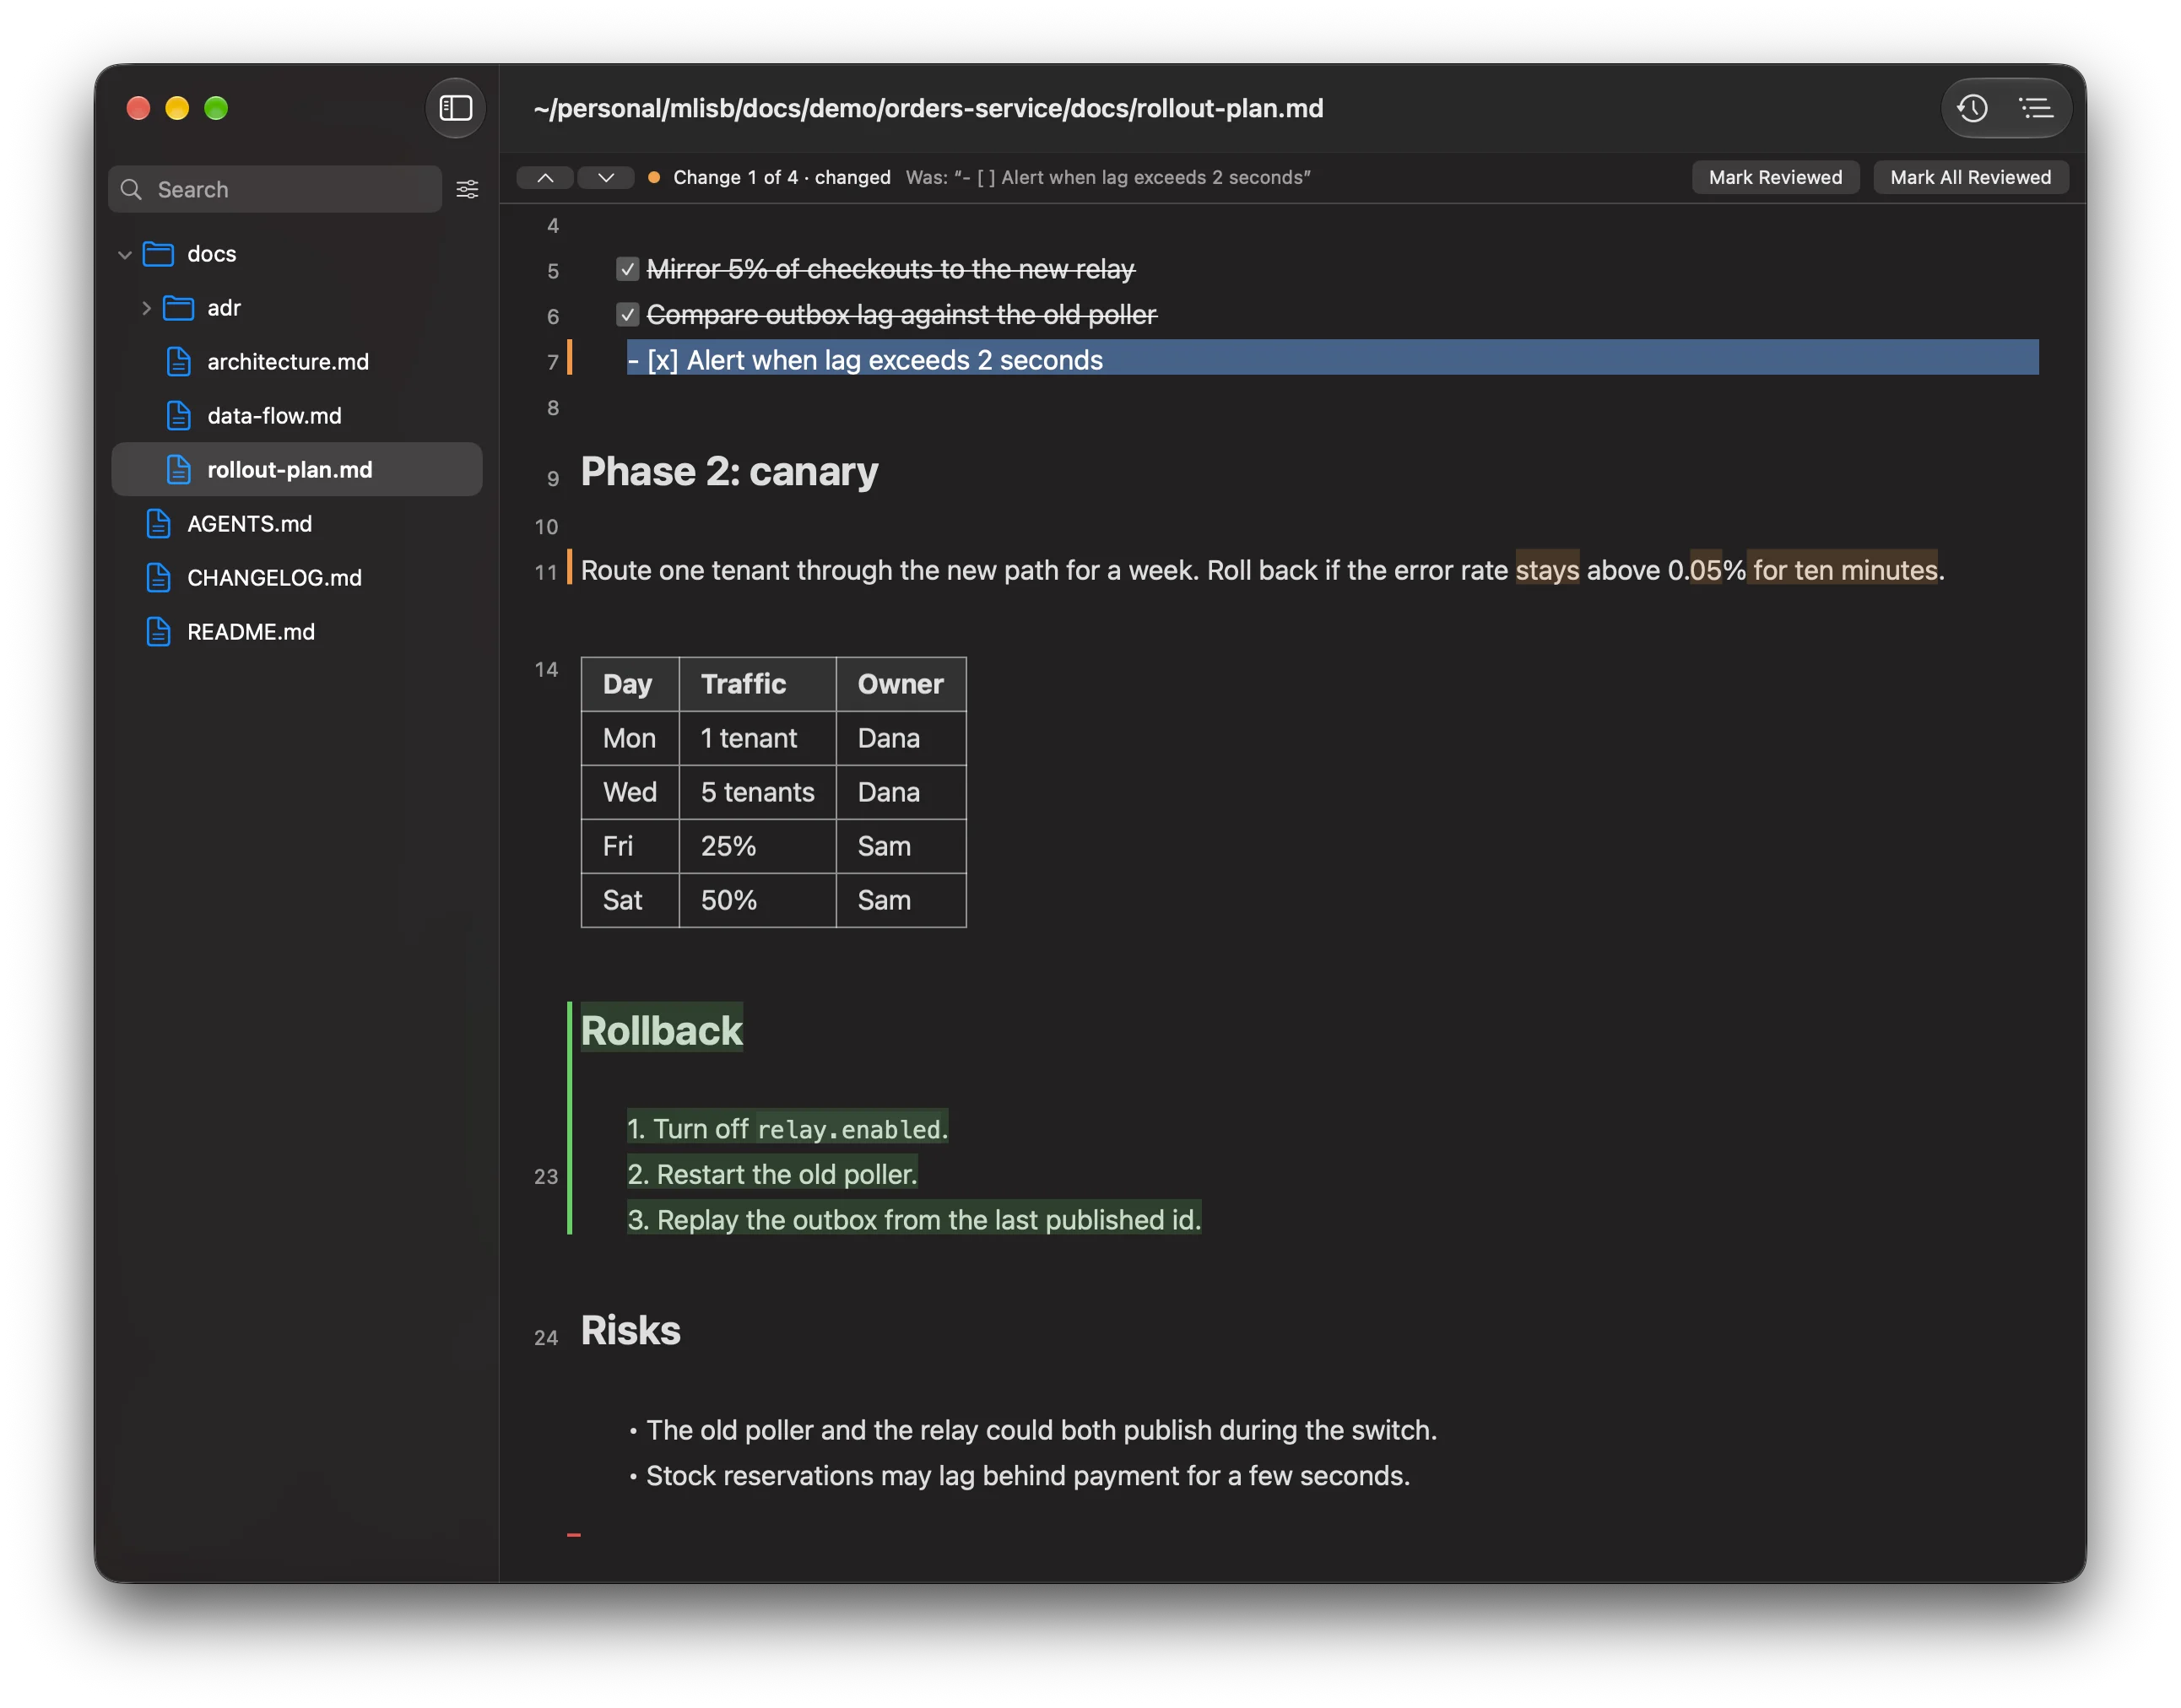 ~/personal/mlisb/docs/demo/orders-service/docs/rollout-plan.md
Search
docs
adr
architecture.md
data-flow.md
rollout-plan.md
AGENTS.md
CHANGELOG.md
README.md
Change 1 of 4 · changed Was: “- [ ] Alert when lag exceeds 2 seconds”
Mark Reviewed
Mark All Reviewed
4
5 Mirror 5% of checkouts to the new relay
6 Compare outbox lag against the old poller
7 - [x] Alert when lag exceeds 2 seconds
8
9 Phase 2: canary
10
11 Route one tenant through the new path for a week. Roll back if the error rate stays above 0.05% for ten minutes.
14 Day Traffic Owner
Mon 1 tenant Dana
Wed 5 tenants Dana
Fri 25% Sam
Sat 50% Sam
Rollback
1. Turn off relay.enabled.
23 2. Restart the old poller.
3. Replay the outbox from the last published id.
24 Risks
• The old poller and the relay could both publish during the switch.
• Stock reservations may lag behind payment for a few seconds.